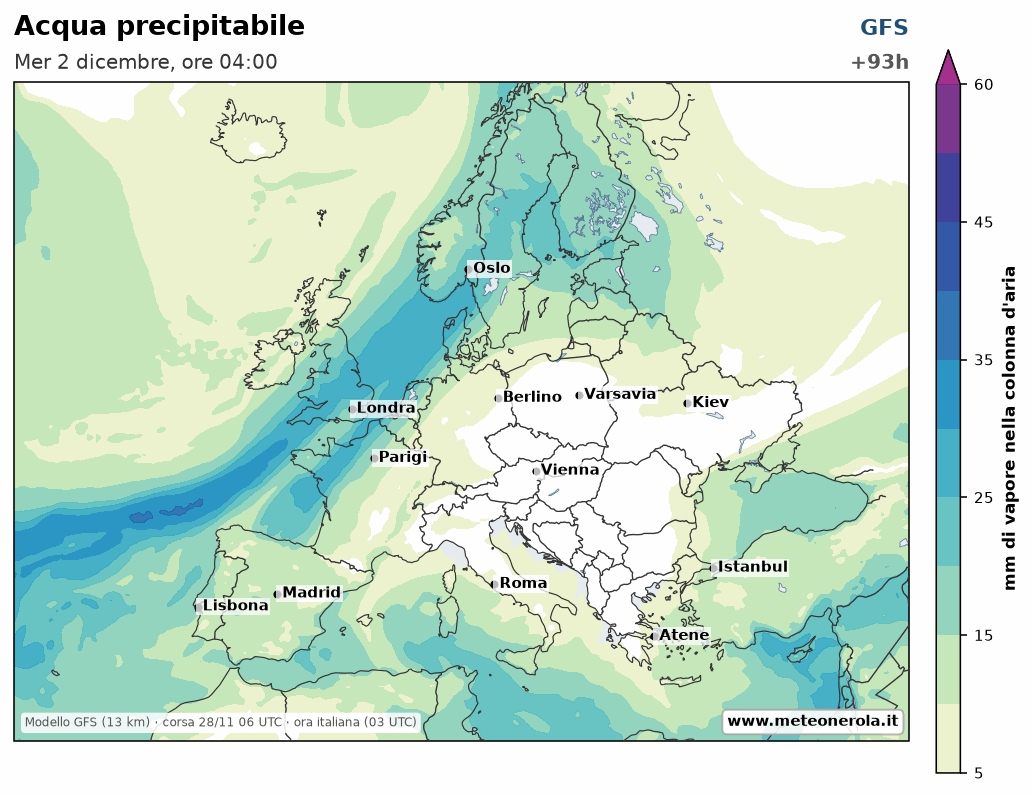 Acqua precipitabile
GFS
Mer 2 dicembre, ore 04:00
+93h
60
45
35
25
15
5
mm di vapore nella colonna d'aria
Oslo
Londra
Berlino
Varsavia
Kiev
Parigi
Vienna
Istanbul
Roma
Madrid
Lisbona
Atene
Modello GFS (13 km) · corsa 28/11 06 UTC · ora italiana (03 UTC)
www.meteonerola.it